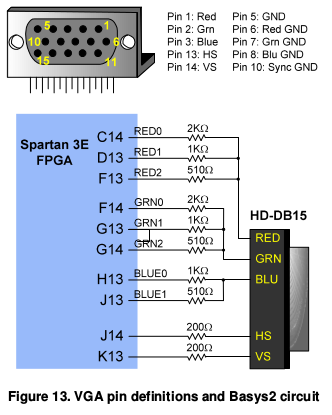 5
1
10
6
15
11
Pin 1: Red Pin 5: GND
Pin 2: Grn Pin 6: Red GND
Pin 3: Blue Pin 7: Grn GND
Pin 13: HS Pin 8: Blu GND
Pin 14: VS Pin 10: Sync GND
Spartan 3E
FPGA
C14 RED0 2KΩ
D13 RED1 1KΩ
F13 RED2 510Ω
F14 GRN0 2KΩ
G13 GRN1 1KΩ
G14 GRN2 510Ω
H13 BLUE0 1KΩ
J13 BLUE1 510Ω
J14 200Ω
K13 200Ω
HD-DB15
RED
GRN
BLU
HS
VS
Figure 13. VGA pin definitions and Basys2 circuit